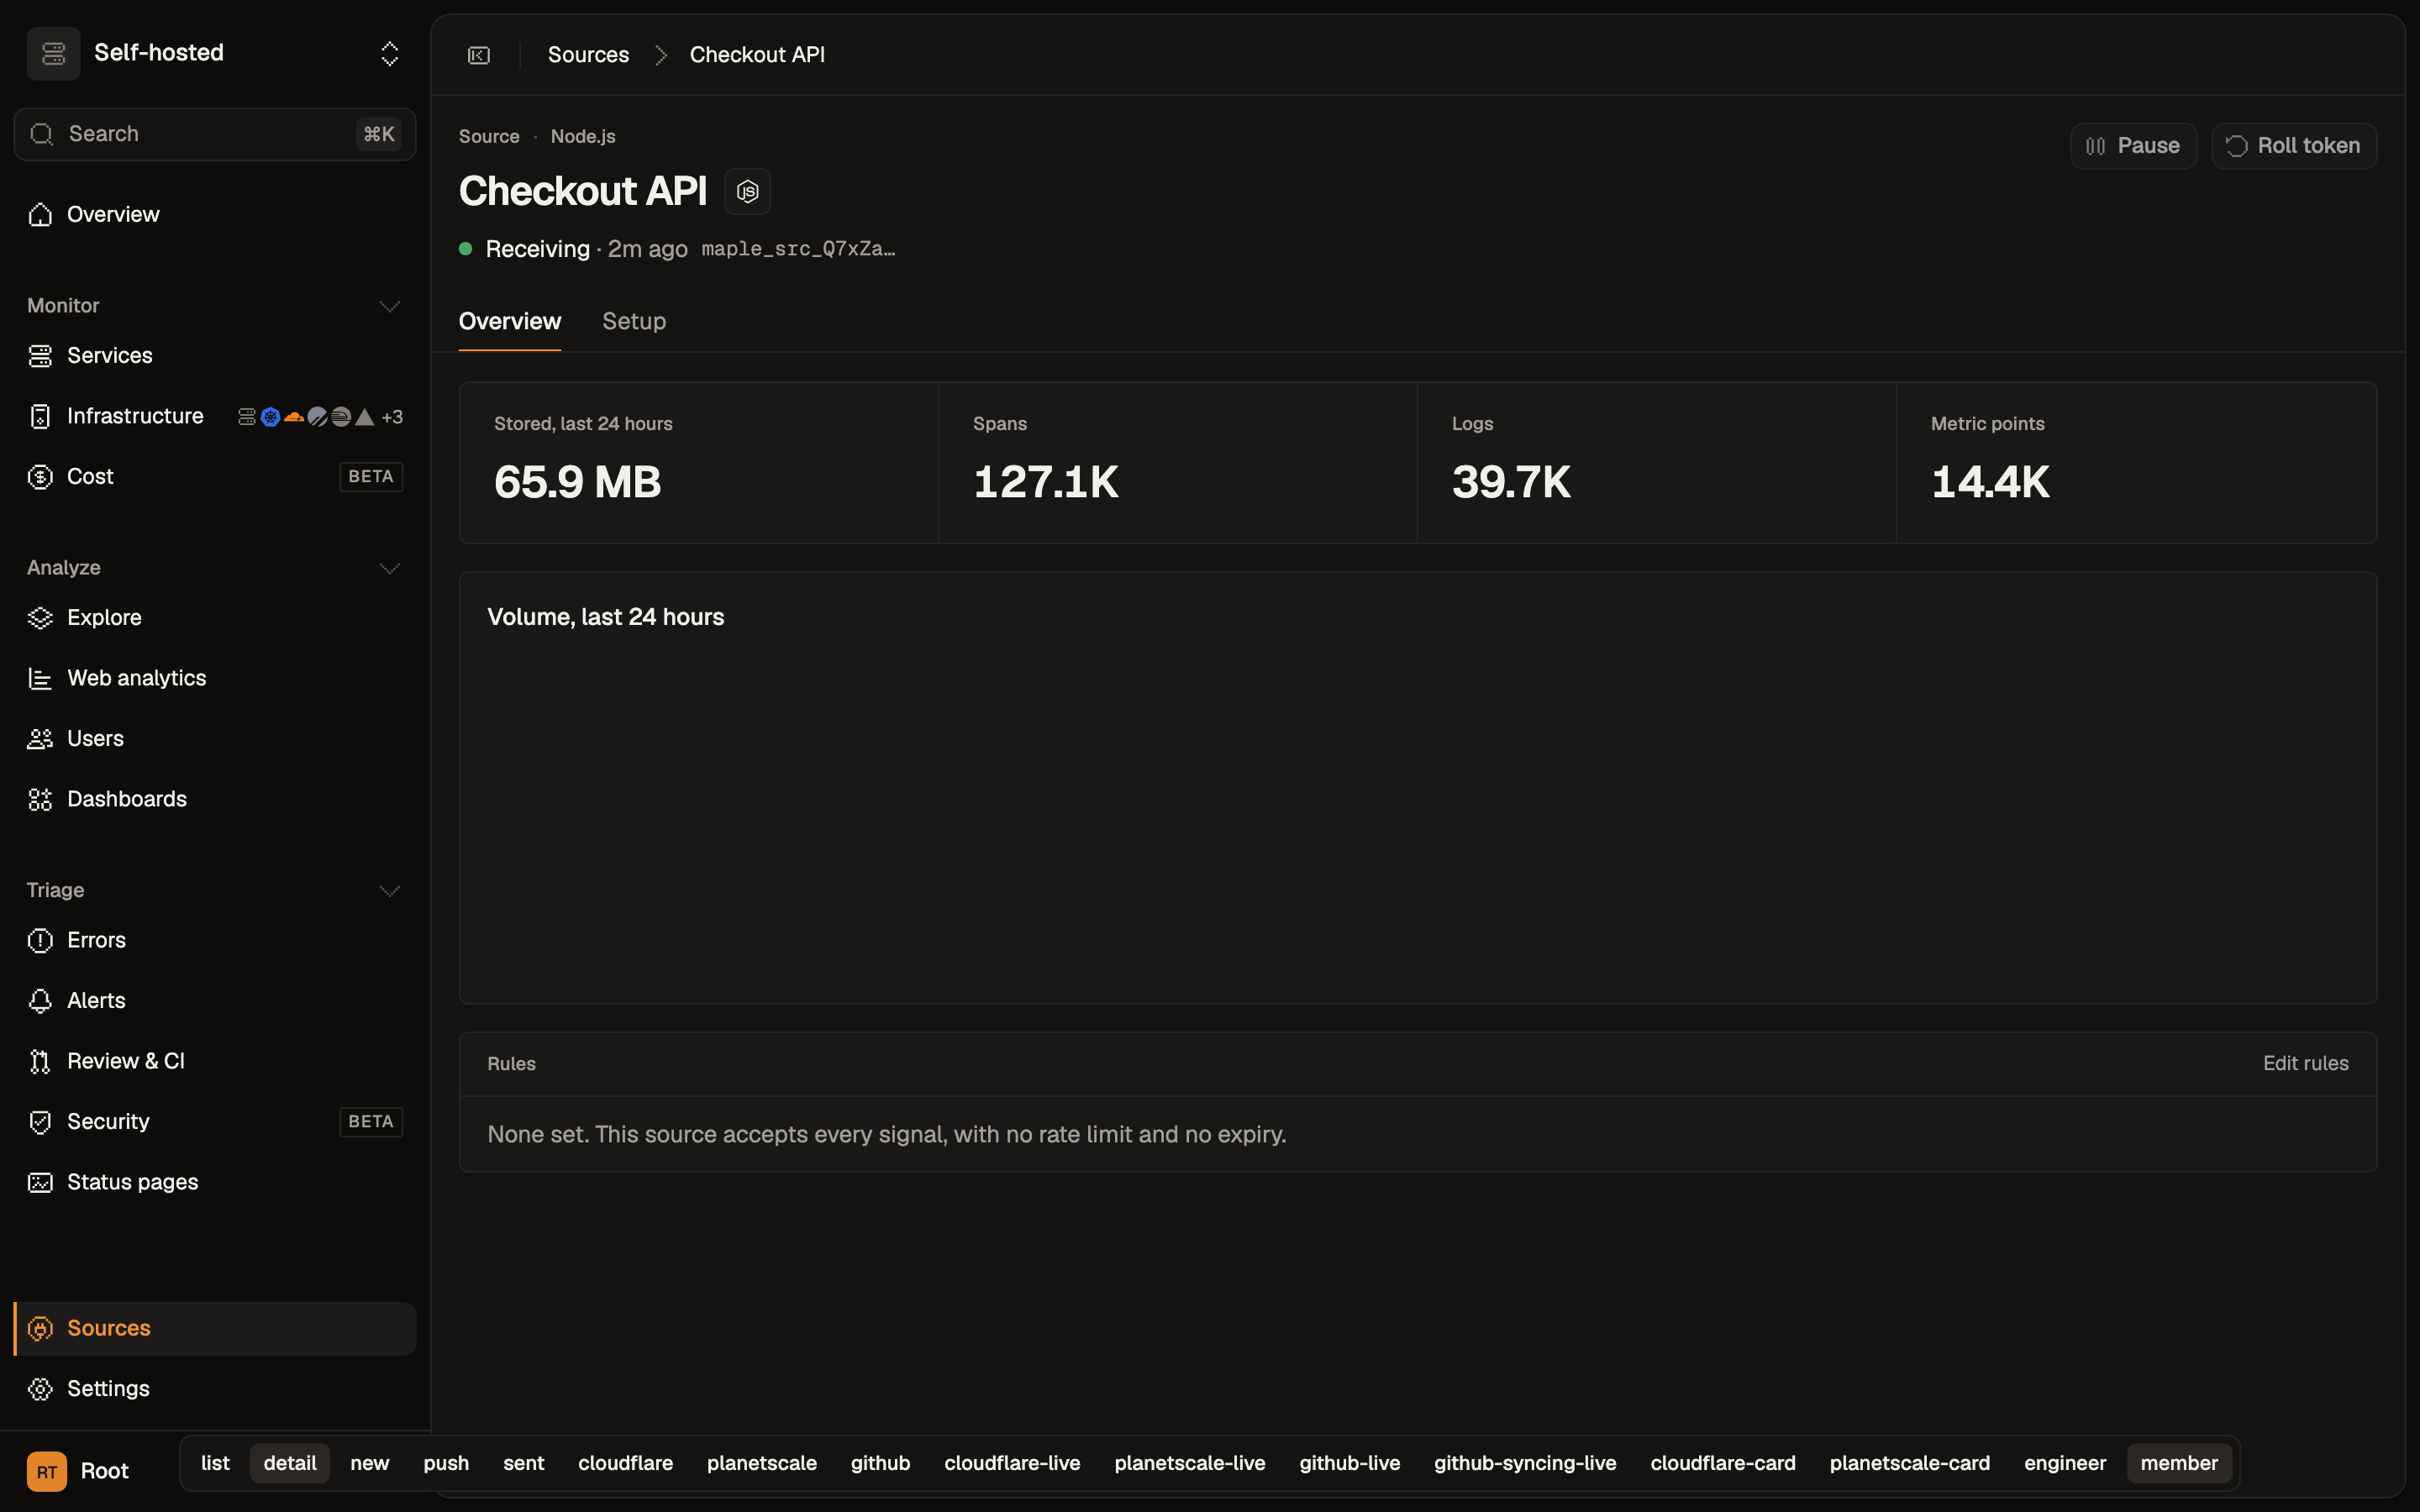 Self-hosted
Search ⌘K
Overview
Monitor
Services
Infrastructure +3
Cost BETA
Analyze
Explore
Web analytics
Users
Dashboards
Triage
Errors
Alerts
Review & CI
Security BETA
Status pages
Sources
Settings
RT Root
Sources Checkout API
Source · Node.js
Pause Roll token
Checkout API JS
Receiving · 2m ago maple_src_Q7xZa…
Overview Setup
Stored, last 24 hours
65.9 MB
Spans
127.1K
Logs
39.7K
Metric points
14.4K
Volume, last 24 hours
Rules Edit rules
None set. This source accepts every signal, with no rate limit and no expiry.
list detail new push sent cloudflare planetscale github cloudflare-live planetscale-live github-live github-syncing-live cloudflare-card planetscale-card engineer member